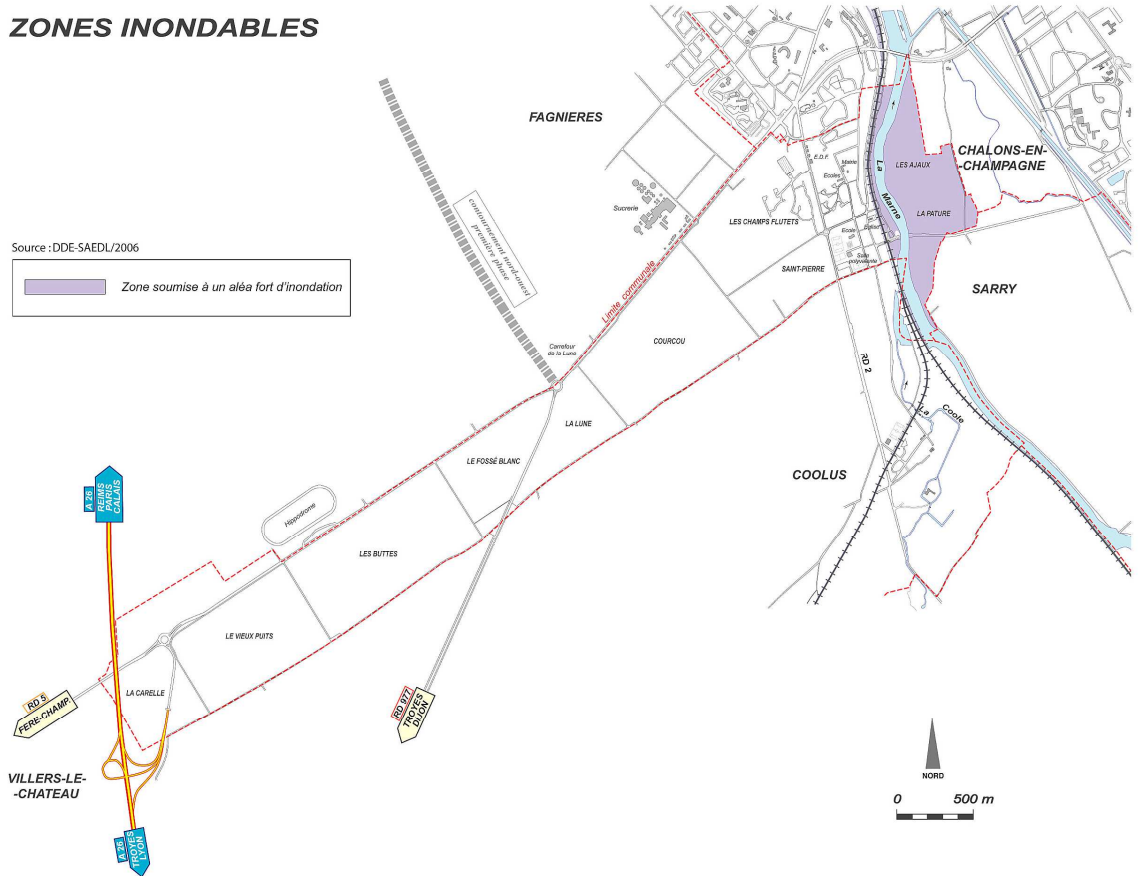 ZONES INONDABLES
FAGNIERES
CHALONS-EN-
-CHAMPAGNE
LES AJAUX
La
Marne
E.D.F.
Mairie
Ecoles
Sucrerie
LES CHAMPS FLUTETS
LA PATURE
Ecole
Eglise
Salle
polyvalente
contournement nord-ouest
première phase
Source : DDE-SAEDL/2006
Zone soumise à un aléa fort d'inondation
SAINT-PIERRE
SARRY
Limite communale
Carrefour
de la Lune
COURCOU
RD 2
La
Coole
LA LUNE
LE FOSSÉ BLANC
COOLUS
A 26
REIMS
PARIS
CALAIS
Hippodrome
LES BUTTES
LE VIEUX PUITS
LA CARELLE
RD 5
FERE-CHAMP.
RD 977
TROYES
DIJON
VILLERS-LE-
-CHATEAU
A 26
TROYES
LYON
NORD
0 500 m